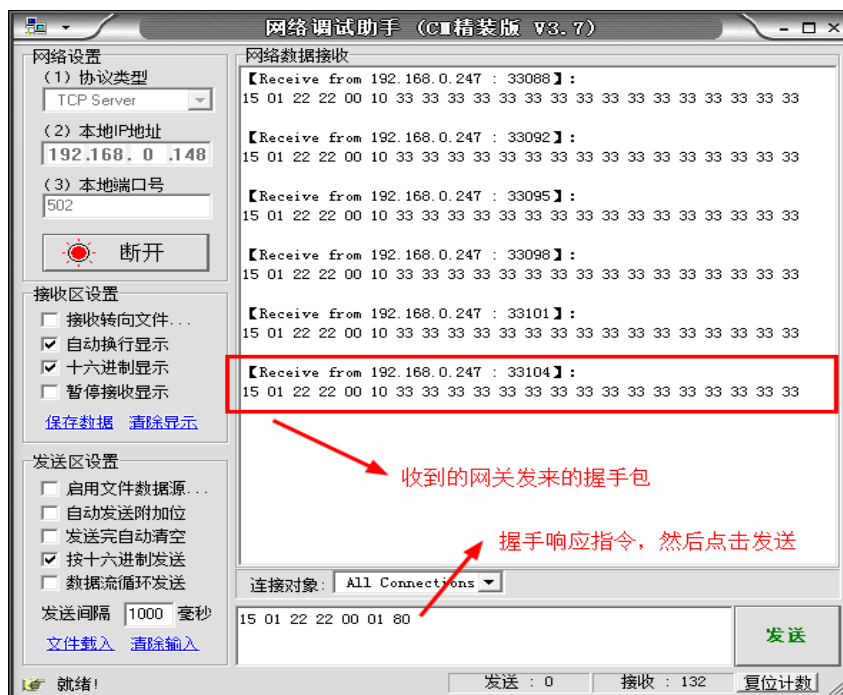 网络调试助手 (CⅢ精装版 V3.7)
网络设置
(1) 协议类型
TCP Server
(2) 本地IP地址
192.168. 0 .148
(3) 本地端口号
502
断开
接收区设置
接收转向文件...
自动换行显示
十六进制显示
暂停接收显示
保存数据 清除显示
发送区设置
启用文件数据源...
自动发送附加位
发送完自动清空
按十六进制发送
数据流循环发送
发送间隔 1000 毫秒
文件载入 清除输入
网络数据接收
【Receive from 192.168.0.247 : 33088】:
15 01 22 22 00 10 33 33 33 33 33 33 33 33 33 33 33 33 33 33 33 33
【Receive from 192.168.0.247 : 33092】:
15 01 22 22 00 10 33 33 33 33 33 33 33 33 33 33 33 33 33 33 33 33
【Receive from 192.168.0.247 : 33095】:
15 01 22 22 00 10 33 33 33 33 33 33 33 33 33 33 33 33 33 33 33 33
【Receive from 192.168.0.247 : 33098】:
15 01 22 22 00 10 33 33 33 33 33 33 33 33 33 33 33 33 33 33 33 33
【Receive from 192.168.0.247 : 33101】:
15 01 22 22 00 10 33 33 33 33 33 33 33 33 33 33 33 33 33 33 33 33
【Receive from 192.168.0.247 : 33104】:
15 01 22 22 00 10 33 33 33 33 33 33 33 33 33 33 33 33 33 33 33 33
收到的网关发来的握手包
握手响应指令，然后点击发送
连接对象: All Connections
15 01 22 22 00 01 80
发送
就绪!
发送 : 0
接收 : 132
复位计数